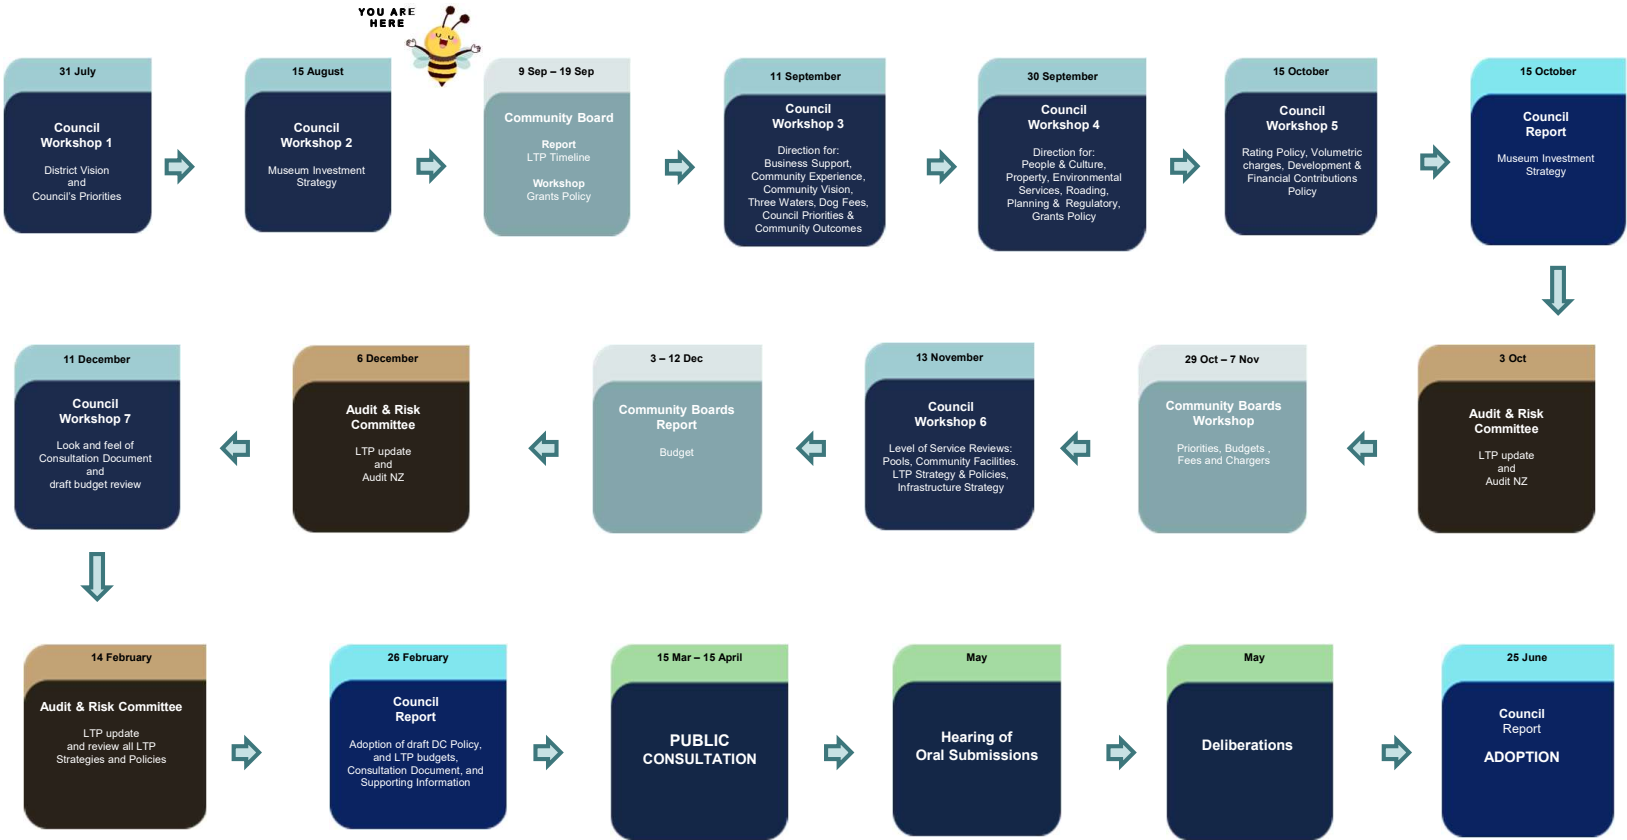 YOU ARE
HERE
31 July
Council
Workshop 1
District Vision
and
Council's Priorities
15 August
Council
Workshop 2
Museum Investment
Strategy
9 Sep – 19 Sep
Community Board
Report
LTP Timeline
Workshop
Grants Policy
11 September
Council
Workshop 3
Direction for:
Business Support,
Community Experience,
Community Vision,
Three Waters, Dog Fees,
Council Priorities &
Community Outcomes
30 September
Council
Workshop 4
Direction for:
People & Culture,
Property, Environmental
Services, Roading,
Planning & Regulatory,
Grants Policy
15 October
Council
Workshop 5
Rating Policy, Volumetric
charges, Development &
Financial Contributions
Policy
15 October
Council
Report
Museum Investment
Strategy
3 Oct
Audit & Risk
Committee
LTP update
and
Audit NZ
29 Oct – 7 Nov
Community Boards
Workshop
Priorities, Budgets ,
Fees and Chargers
13 November
Council
Workshop 6
Level of Service Reviews:
Pools, Community Facilities.
LTP Strategy & Policies,
Infrastructure Strategy
3 – 12 Dec
Community Boards
Report
Budget
6 December
Audit & Risk
Committee
LTP update
and
Audit NZ
11 December
Council
Workshop 7
Look and feel of
Consultation Document
and
draft budget review
14 February
Audit & Risk Committee
LTP update
and review all LTP
Strategies and Policies
26 February
Council
Report
Adoption of draft DC Policy,
and LTP budgets,
Consultation Document, and
Supporting Information
15 Mar – 15 April
PUBLIC
CONSULTATION
May
Hearing of
Oral Submissions
May
Deliberations
25 June
Council
Report
ADOPTION